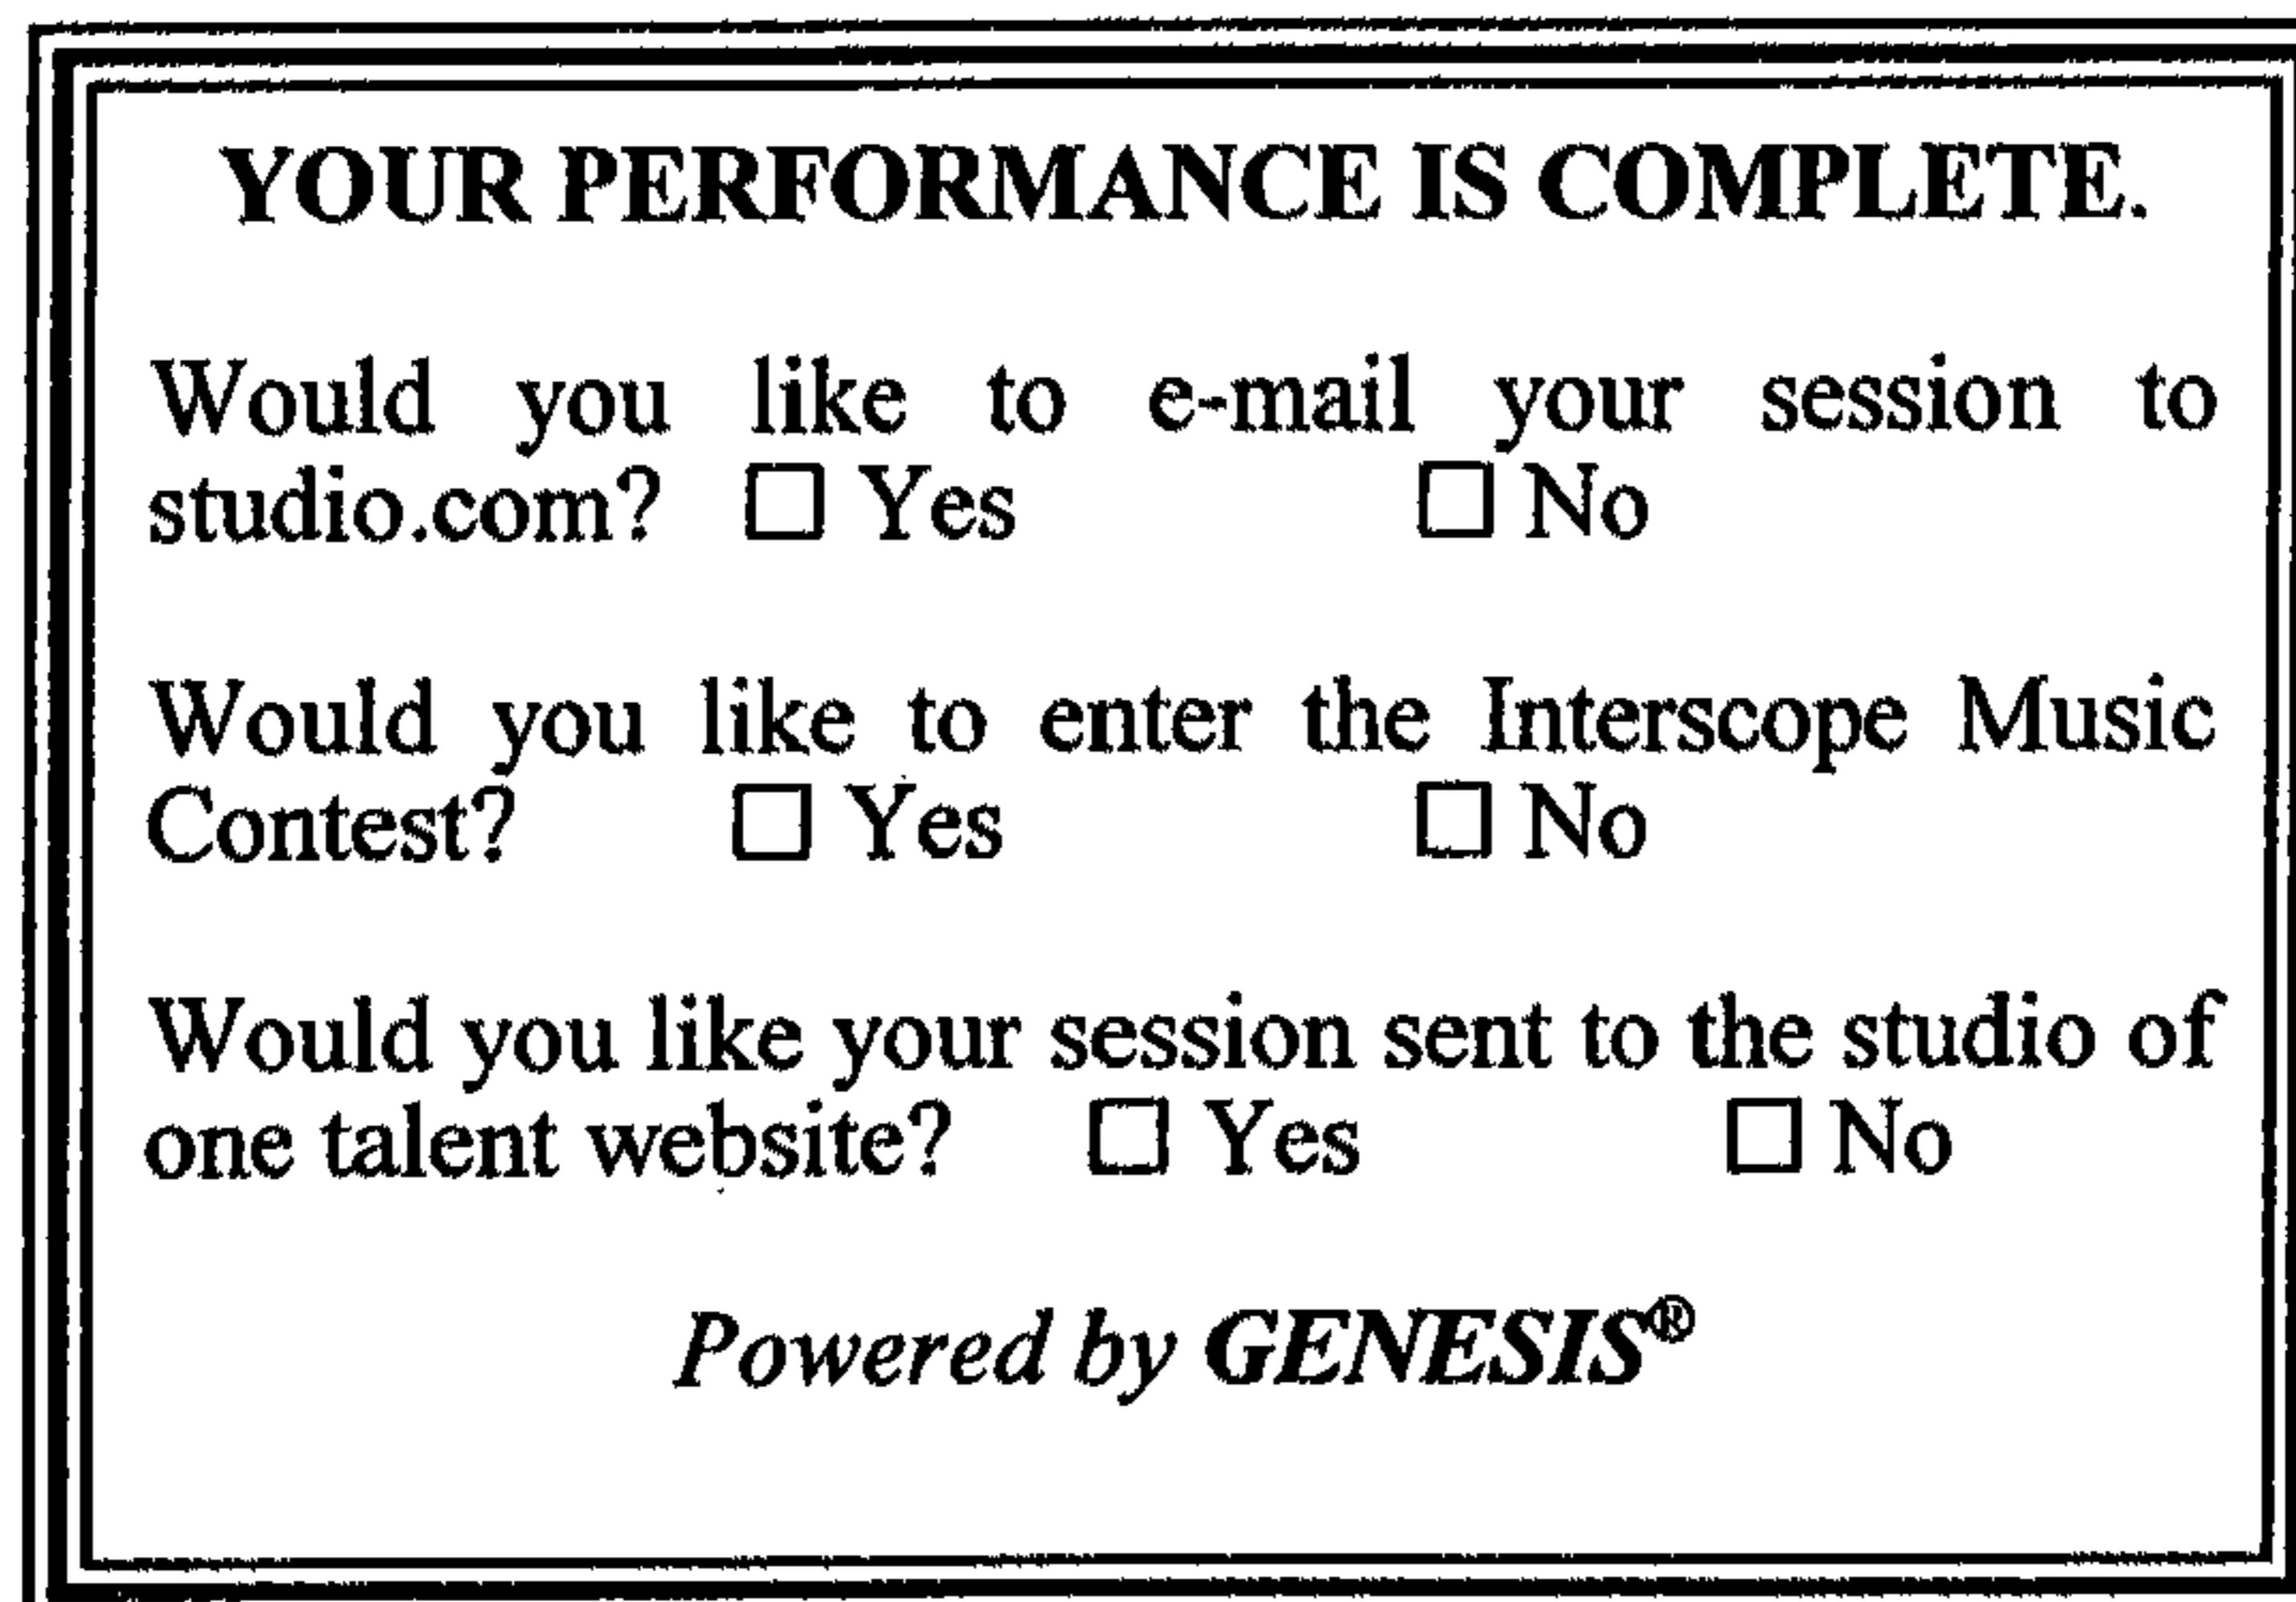 YOUR PERFORMANCE IS COMPLETE.
Would you like to e-mail your session to
studio.com? ☐ Yes ☐ No
Would you like to enter the Interscope Music
Contest? ☐ Yes ☐ No
Would you like your session sent to the studio of
one talent website? ☐ Yes ☐ No
Powered by GENESIS®